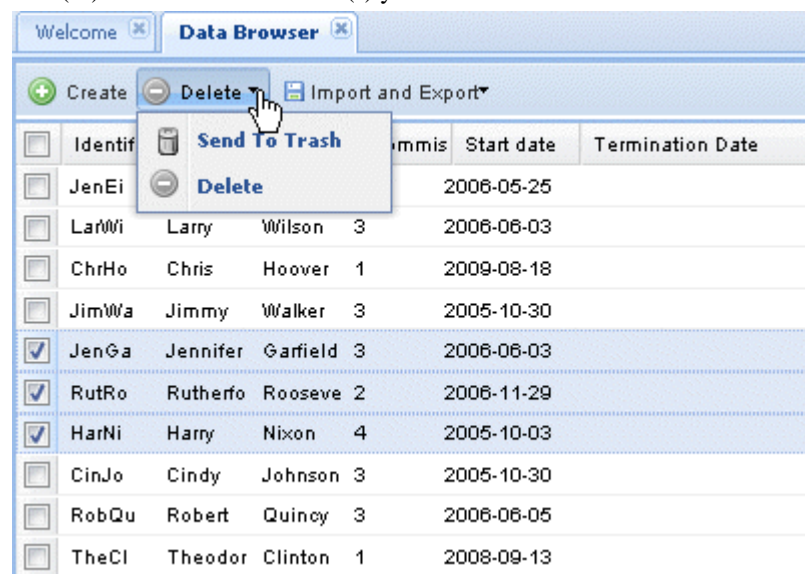 Welcome Data Browser
Create Delete Import and Export
Identif Send To Trash mmis Start date Termination Date
JenEi Delete 2006-05-25
LarWi Larry Wilson 3 2006-06-03
ChrHo Chris Hoover 1 2009-08-18
JimWa Jimmy Walker 3 2005-10-30
JenGa Jennifer Garfield 3 2006-06-03
RutRo Rutherfo Rooseve 2 2006-11-29
HarNi Harry Nixon 4 2005-10-03
CinJo Cindy Johnson 3 2005-10-30
RobQu Robert Quincy 3 2006-06-05
TheCl Theodor Clinton 1 2008-09-13